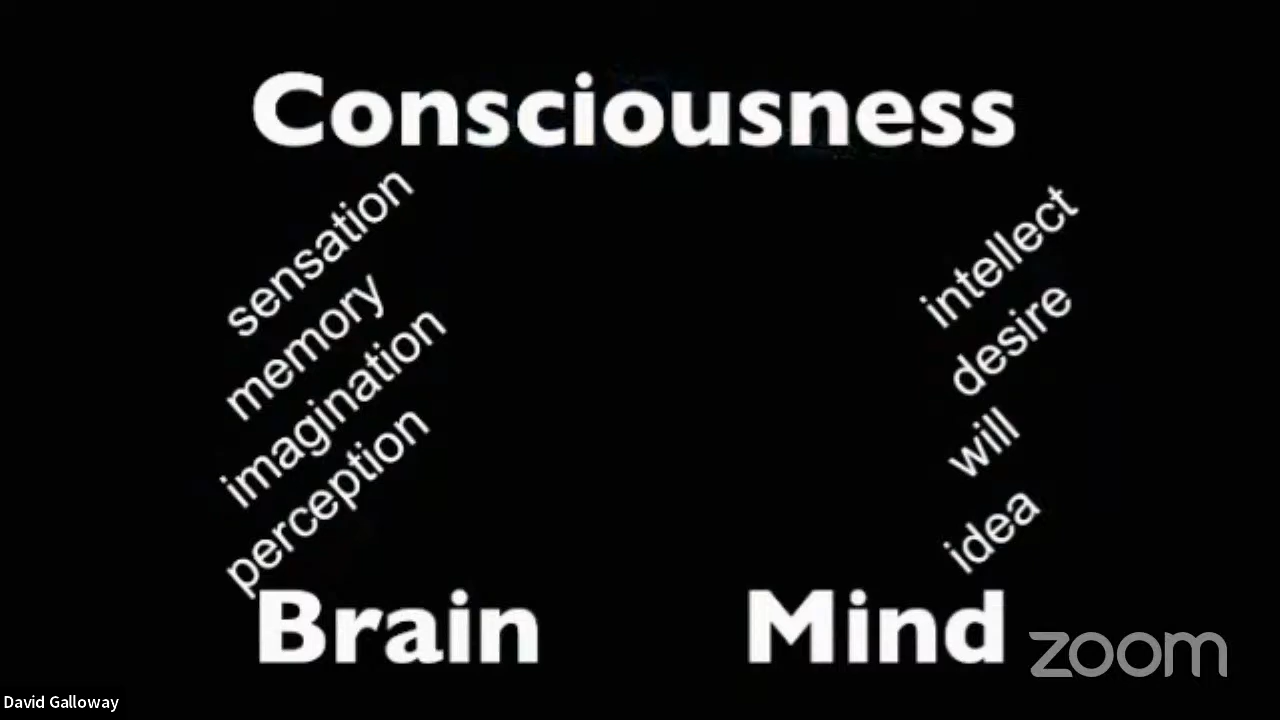 Consciousness
sensation
memory
imagination
perception
intellect
desire
will
idea
Brain
Mind
zoom
David Galloway